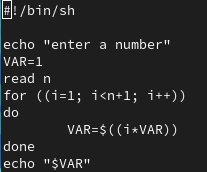 #!/bin/sh

echo "enter a number"
VAR=1
read n
for ((i=1; i<n+1; i++))
do
        VAR=$((i*VAR))
done
echo "$VAR"